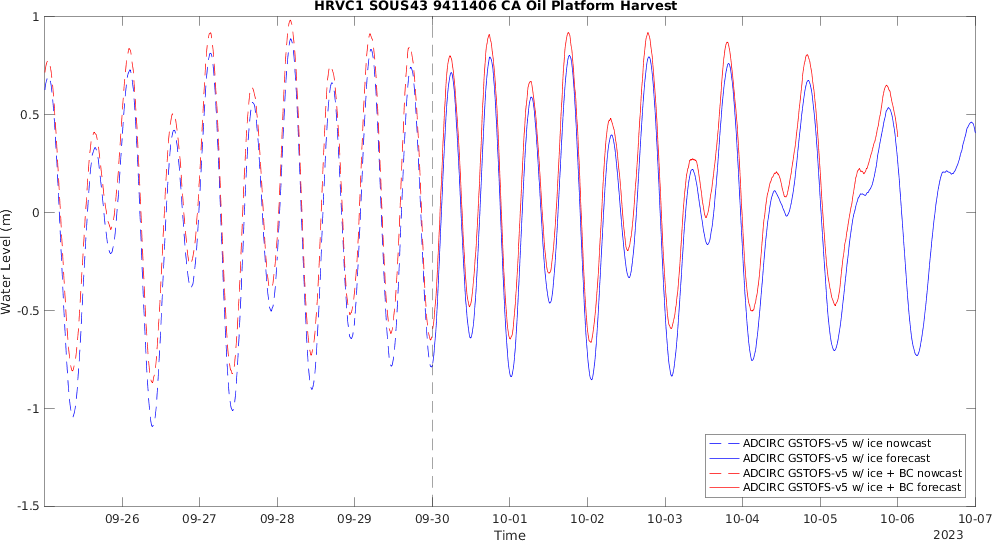 HRVC1 SOUS43 9411406 CA Oil Platform Harvest
1
0.5
0
-0.5
-1
-1.5
Water Level (m)
09-26 09-27 09-28 09-29 09-30 10-01 10-02 10-03 10-04 10-05 10-06 10-07
Time
2023
ADCIRC GSTOFS-v5 w/ ice nowcast
ADCIRC GSTOFS-v5 w/ ice forecast
ADCIRC GSTOFS-v5 w/ ice + BC nowcast
ADCIRC GSTOFS-v5 w/ ice + BC forecast